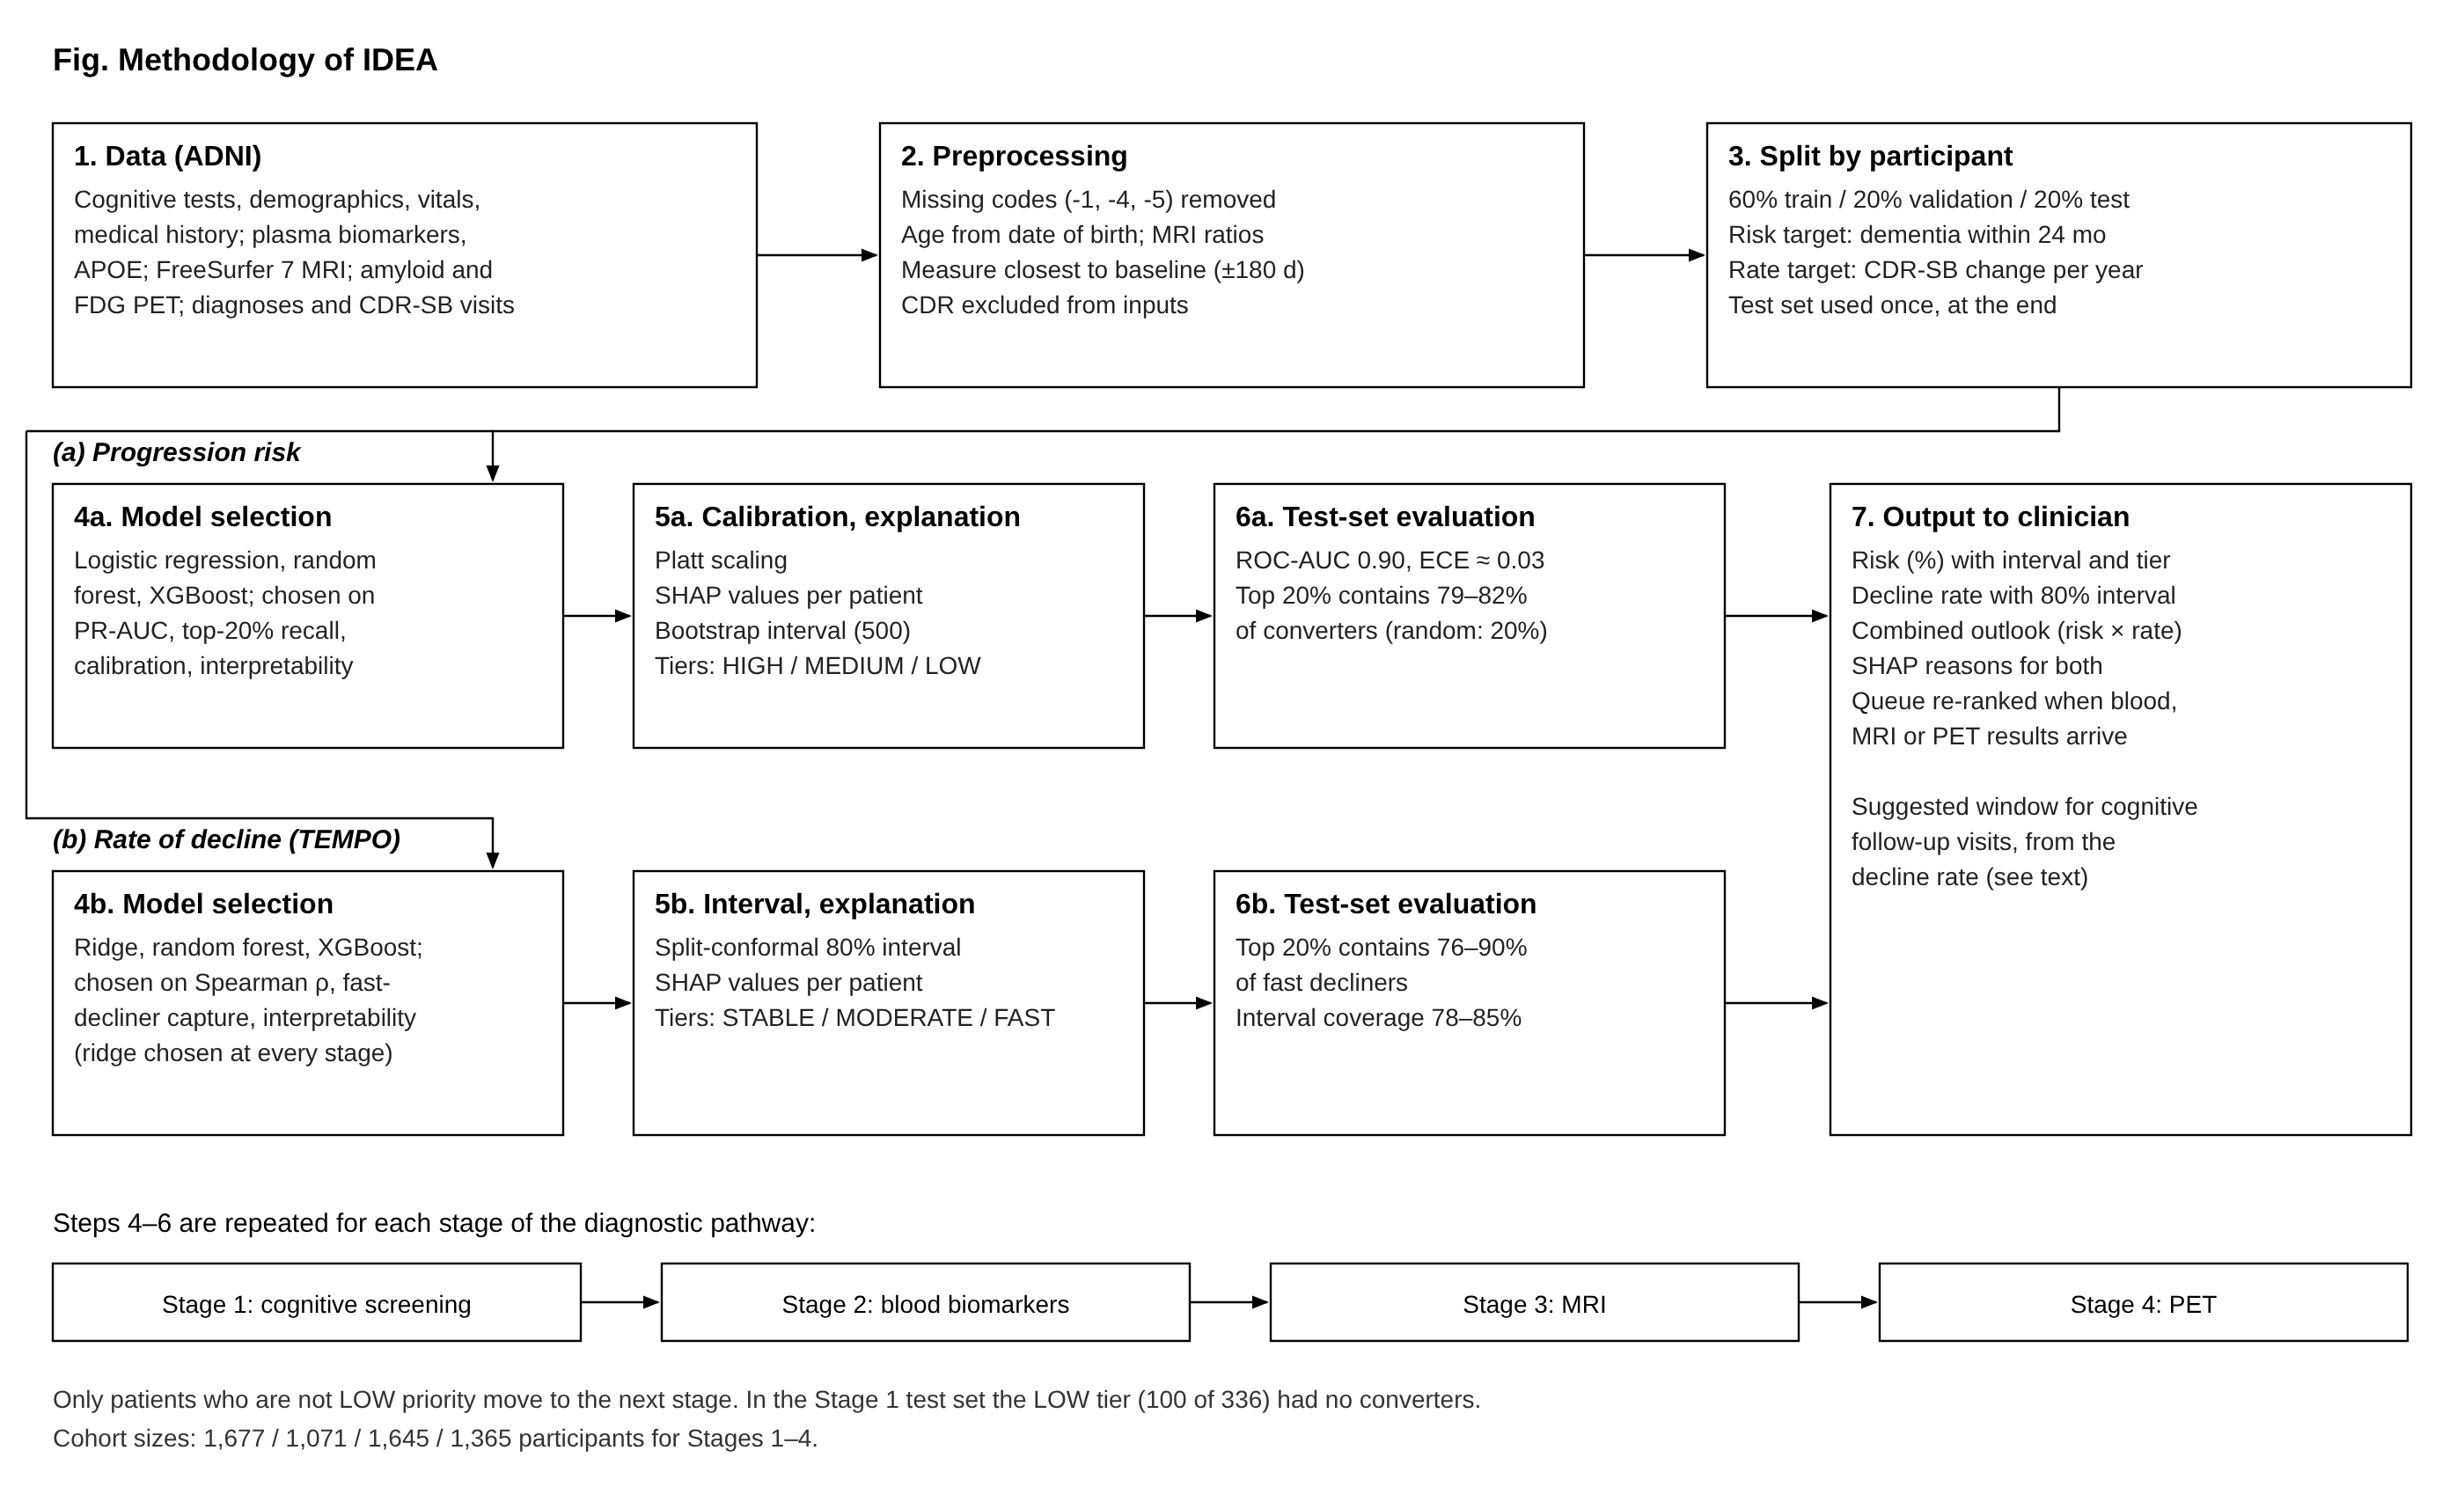 Fig. Methodology of IDEA
1. Data (ADNI)
Cognitive tests, demographics, vitals,
medical history; plasma biomarkers,
APOE; FreeSurfer 7 MRI; amyloid and
FDG PET; diagnoses and CDR-SB visits
2. Preprocessing
Missing codes (-1, -4, -5) removed
Age from date of birth; MRI ratios
Measure closest to baseline (±180 d)
CDR excluded from inputs
3. Split by participant
60% train / 20% validation / 20% test
Risk target: dementia within 24 mo
Rate target: CDR-SB change per year
Test set used once, at the end
(a) Progression risk
4a. Model selection
Logistic regression, random
forest, XGBoost; chosen on
PR-AUC, top-20% recall,
calibration, interpretability
5a. Calibration, explanation
Platt scaling
SHAP values per patient
Bootstrap interval (500)
Tiers: HIGH / MEDIUM / LOW
6a. Test-set evaluation
ROC-AUC 0.90, ECE ≈ 0.03
Top 20% contains 79–82%
of converters (random: 20%)
7. Output to clinician
Risk (%) with interval and tier
Decline rate with 80% interval
Combined outlook (risk × rate)
SHAP reasons for both
Queue re-ranked when blood,
MRI or PET results arrive
Suggested window for cognitive
follow-up visits, from the
decline rate (see text)
(b) Rate of decline (TEMPO)
4b. Model selection
Ridge, random forest, XGBoost;
chosen on Spearman ρ, fast-
decliner capture, interpretability
(ridge chosen at every stage)
5b. Interval, explanation
Split-conformal 80% interval
SHAP values per patient
Tiers: STABLE / MODERATE / FAST
6b. Test-set evaluation
Top 20% contains 76–90%
of fast decliners
Interval coverage 78–85%
Steps 4–6 are repeated for each stage of the diagnostic pathway:
Stage 1: cognitive screening
Stage 2: blood biomarkers
Stage 3: MRI
Stage 4: PET
Only patients who are not LOW priority move to the next stage. In the Stage 1 test set the LOW tier (100 of 336) had no converters.
Cohort sizes: 1,677 / 1,071 / 1,645 / 1,365 participants for Stages 1–4.